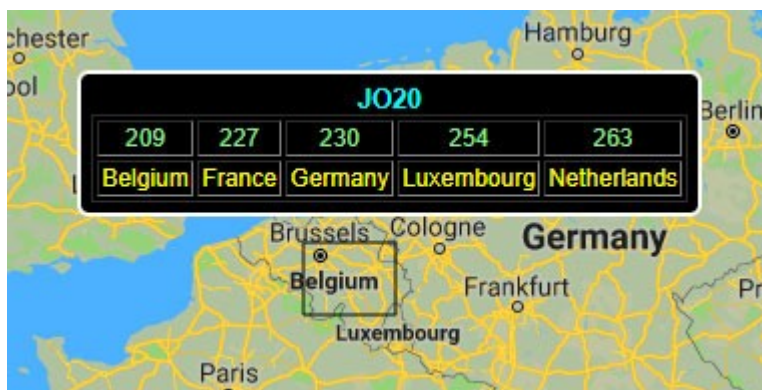 chester
Hamburg
ool
JO20
Berlin
209 227 230 254 263
Belgium France Germany Luxembourg Netherlands
Brussels Cologne
Germany
Belgium
Frankfurt
Pr
Luxembourg
Paris